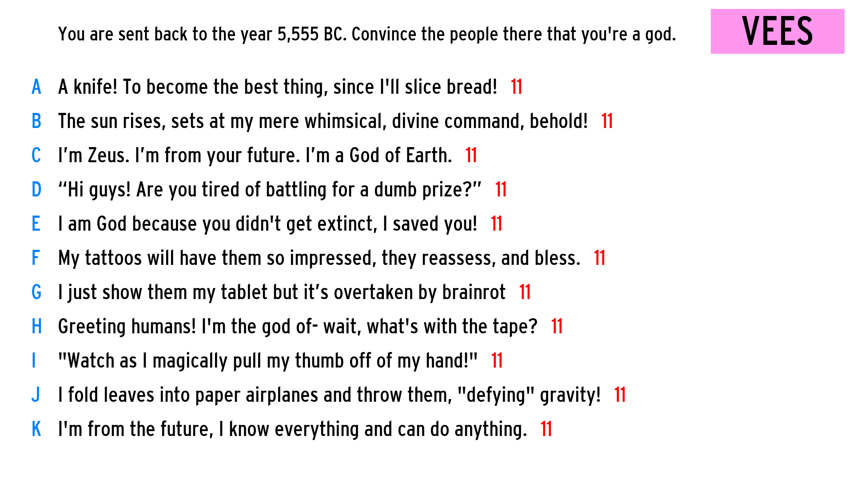 You are sent back to the year 5,555 BC. Convince the people there that you're a god.
VEES
A A knife! To become the best thing, since I'll slice bread! 11
B The sun rises, sets at my mere whimsical, divine command, behold! 11
C I’m Zeus. I’m from your future. I’m a God of Earth. 11
D “Hi guys! Are you tired of battling for a dumb prize?” 11
E I am God because you didn't get extinct, I saved you! 11
F My tattoos will have them so impressed, they reassess, and bless. 11
G I just show them my tablet but it’s overtaken by brainrot 11
H Greeting humans! I'm the god of- wait, what's with the tape? 11
I "Watch as I magically pull my thumb off of my hand!" 11
J I fold leaves into paper airplanes and throw them, "defying" gravity! 11
K I'm from the future, I know everything and can do anything. 11